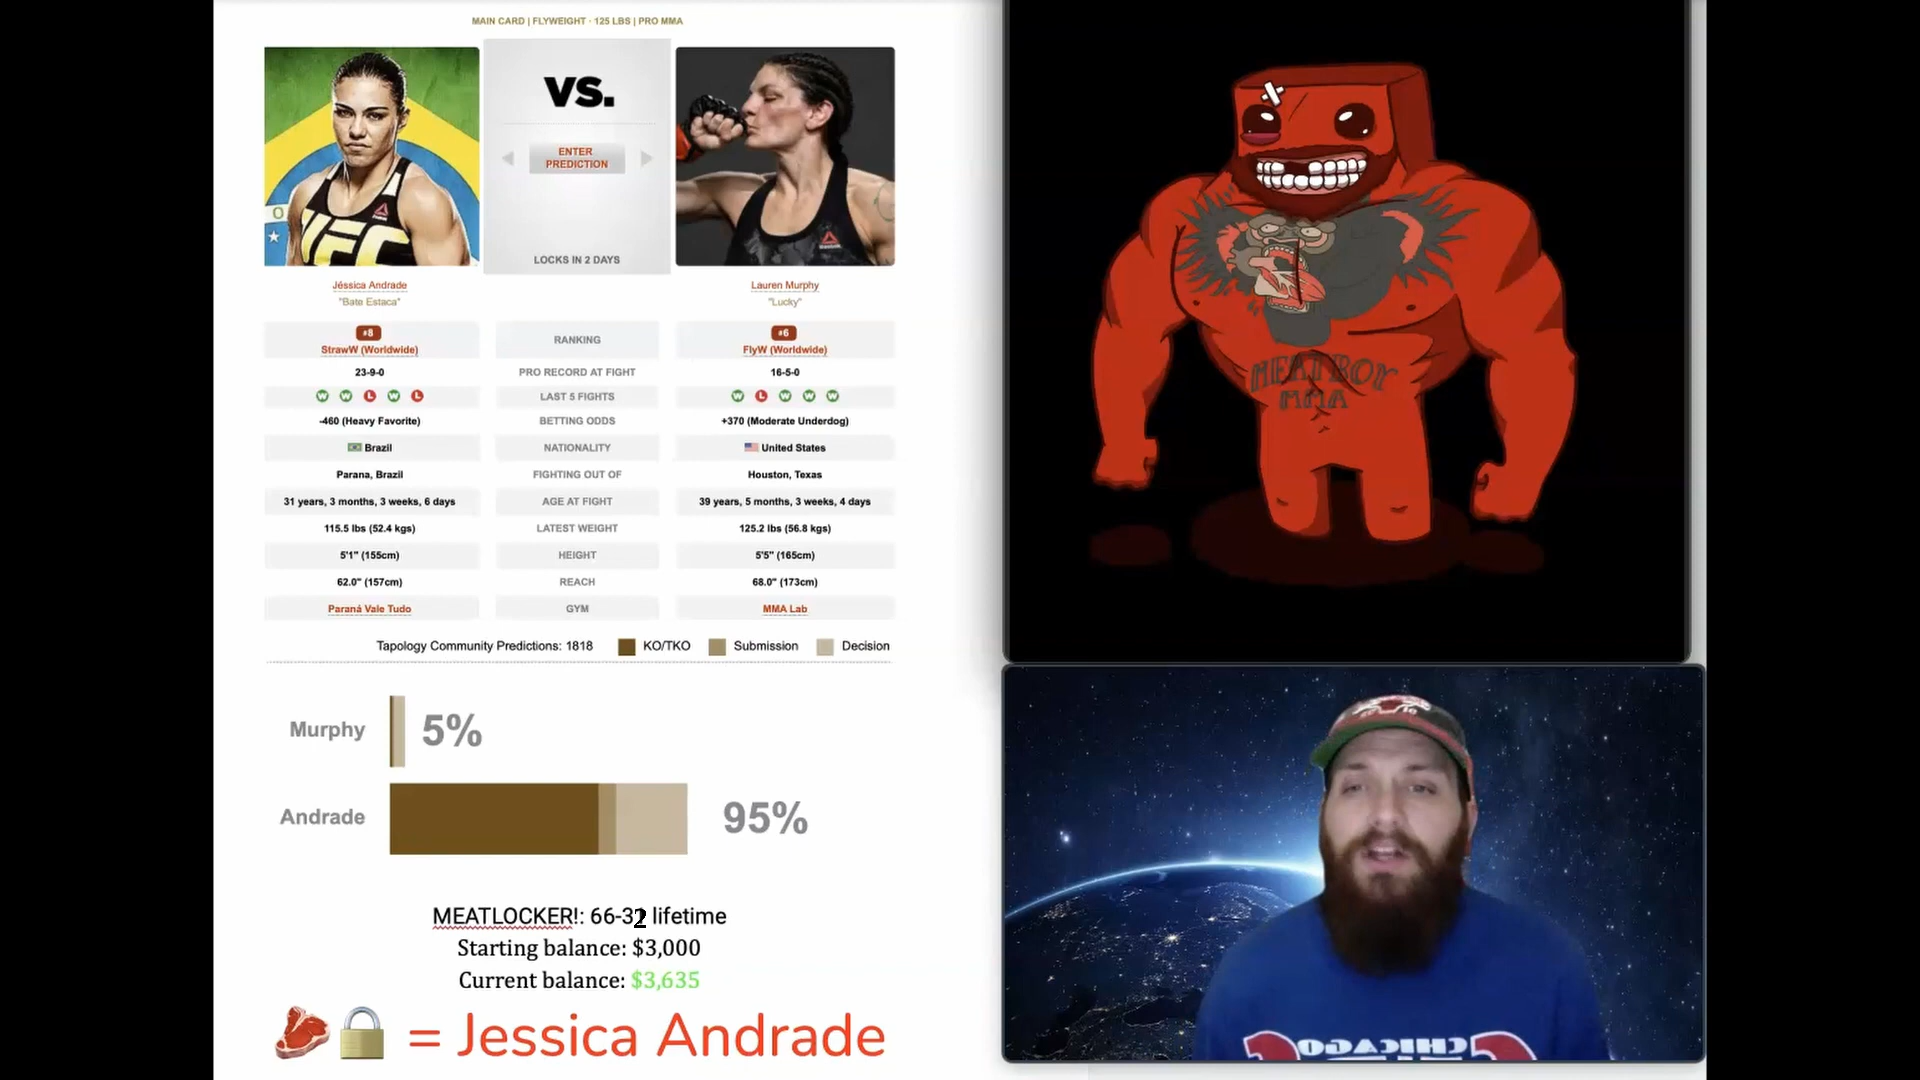 MAIN CARD | FLYWEIGHT · 125 LBS | PRO MMA
UFC
VS.
ENTER
PREDICTION
LOCKS IN 2 DAYS
Jéssica Andrade
"Bate Estaca"
Lauren Murphy
"Lucky"
#8 StrawW (Worldwide) RANKING #6 FlyW (Worldwide)
23-9-0 PRO RECORD AT FIGHT 16-5-0
W W L W L LAST 5 FIGHTS W L W W W
-460 (Heavy Favorite) BETTING ODDS +370 (Moderate Underdog)
Brazil NATIONALITY United States
Parana, Brazil FIGHTING OUT OF Houston, Texas
31 years, 3 months, 3 weeks, 6 days AGE AT FIGHT 39 years, 5 months, 3 weeks, 4 days
115.5 lbs (52.4 kgs) LATEST WEIGHT 125.2 lbs (56.8 kgs)
5'1" (155cm) HEIGHT 5'5" (165cm)
62.0" (157cm) REACH 68.0" (173cm)
Paraná Vale Tudo GYM MMA Lab
Tapology Community Predictions: 1818 KO/TKO Submission Decision
Murphy 5%
Andrade 95%
MEATLOCKER!: lifetime
Starting balance: $3,000
Current balance: $3,635
= Jessica Andrade
MEATBOY
MMA
CHICAGO